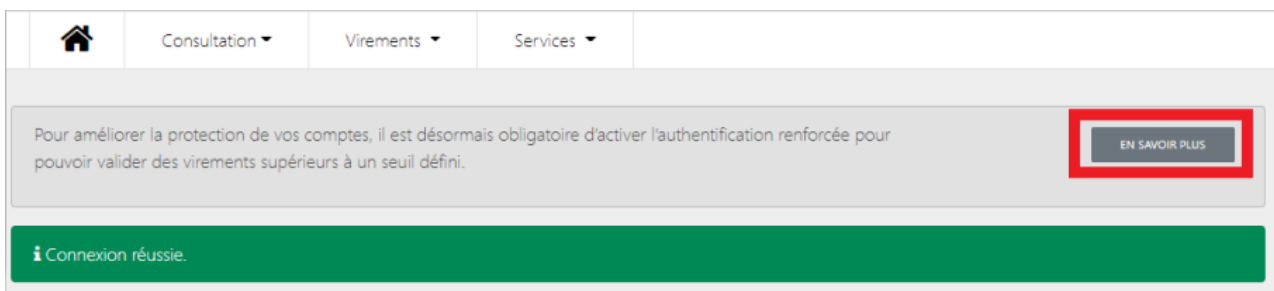 Consultation Virements Services
Pour améliorer la protection de vos comptes, il est désormais obligatoire d'activer l'authentification renforcée pour
pouvoir valider des virements supérieurs à un seuil défini.
EN SAVOIR PLUS
Connexion réussie.